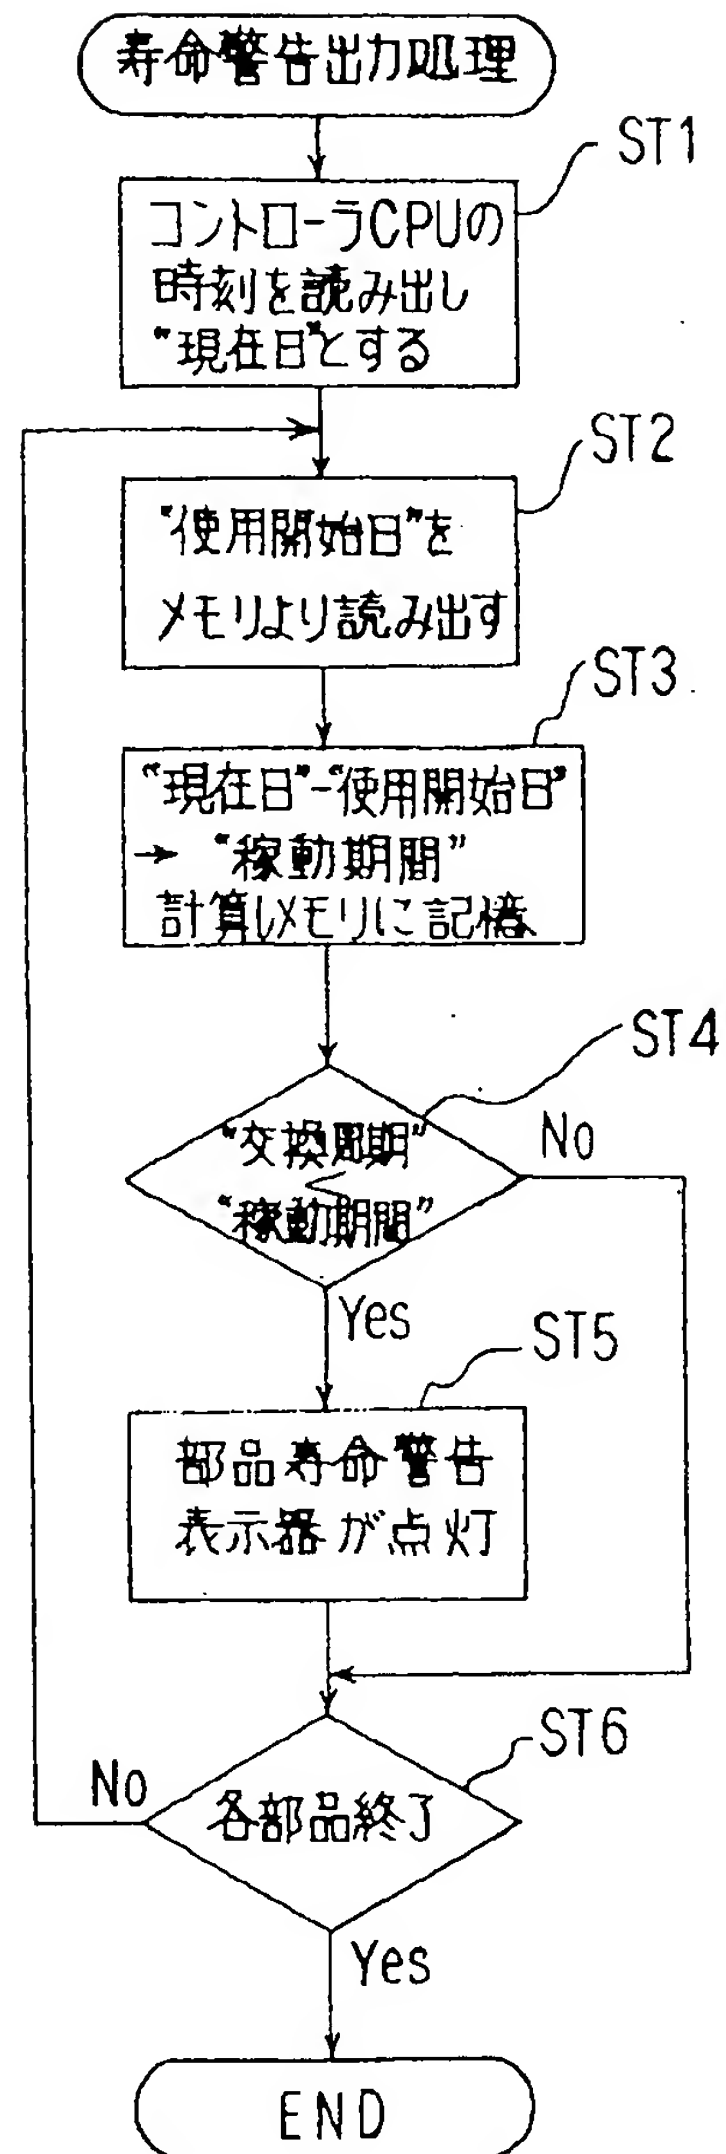 寿命警告出力処理
ST1
コントローラCPUの
時刻を読み出し
"現在日"とする
ST2
"使用開始日"を
メモリより読み出す
ST3
"現在日"-"使用開始日"
→ "稼動期間"
計算しメモリに記憶
ST4
"交換周期"
<
"稼動期間"
No
Yes
ST5
部品寿命警告
表示器が点灯
ST6
No
各部品終了
Yes
END